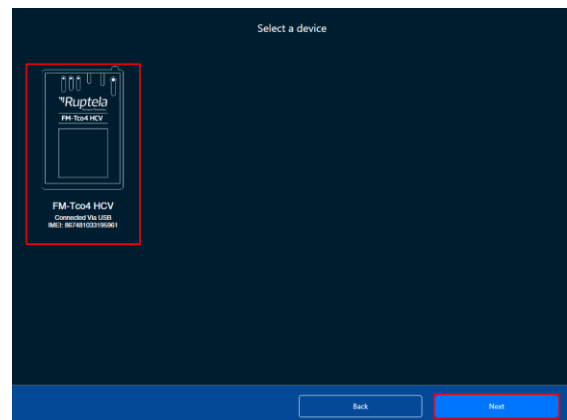 Select a device
Ruptela
FM-Tco4 HCV
FM-Tco4 HCV
Connected Via USB
IMEI: 867481033195961
Back
Next